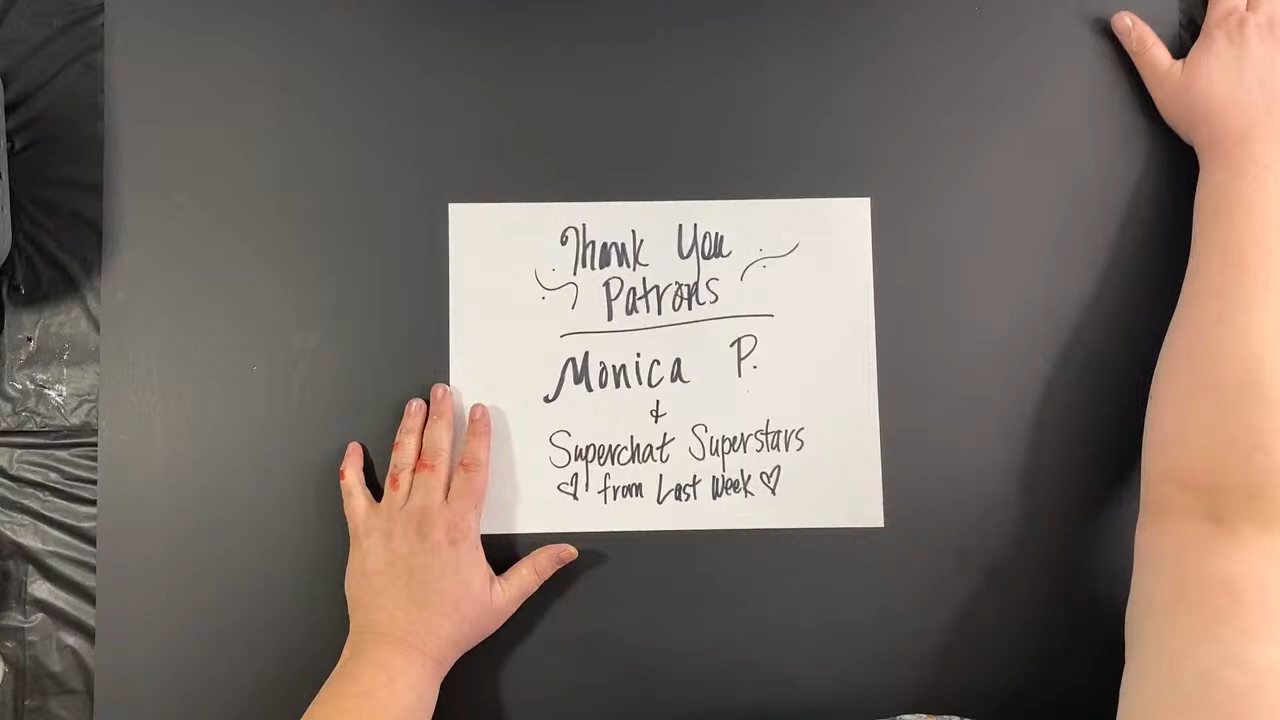 Thank You
Patrons
Monica P.
&
Superchat Superstars
♡ from Last Week ♡